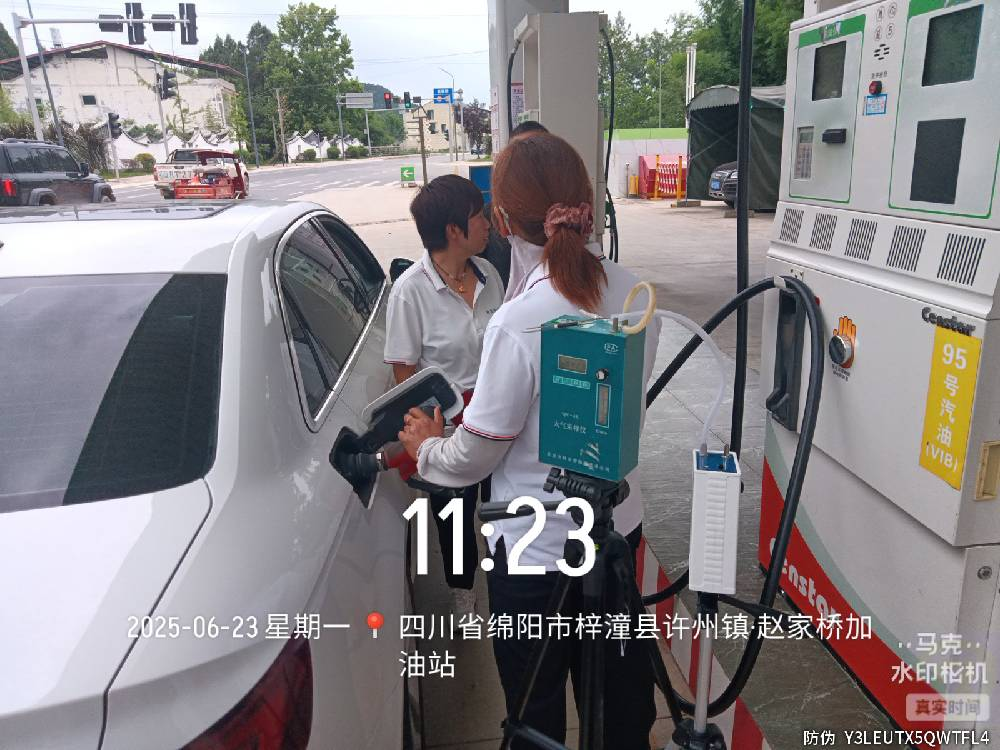 Censtar
95
号
汽
油
(VIB)
大气采样仪
Censtar
11:23
2025-06-23 星期一 四川省绵阳市梓潼县许州镇·赵家桥加
油站
马克
水印相机
真实时间
防伪 Y3LEUTX5QWTFL4